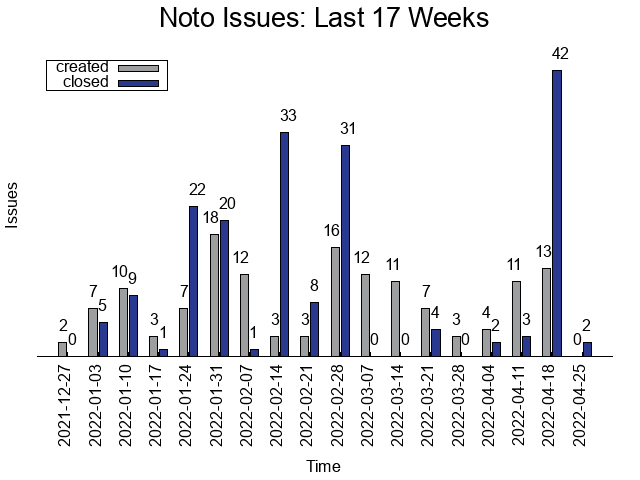 Noto Issues: Last 17 Weeks
created
closed
Issues
2 0 7 5 10 9 3 1 7 22 18 20 12 1 3 33 3 8 16 31 12 0 11 0 7 4 3 0 4 2 11 3 13 42 0 2
2021-12-27 2022-01-03 2022-01-10 2022-01-17 2022-01-24 2022-01-31 2022-02-07 2022-02-14 2022-02-21 2022-02-28 2022-03-07 2022-03-14 2022-03-21 2022-03-28 2022-04-04 2022-04-11 2022-04-18 2022-04-25
Time